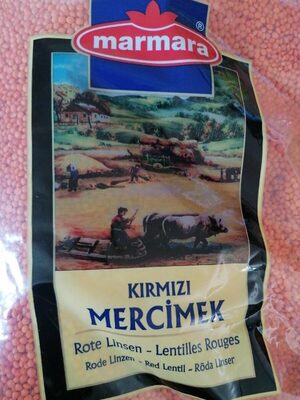 marmara ®
KIRMIZI
MERCİMEK
Rote Linsen - Lentilles Rouges
Rode Linzen - Red Lentil - Röda Linser